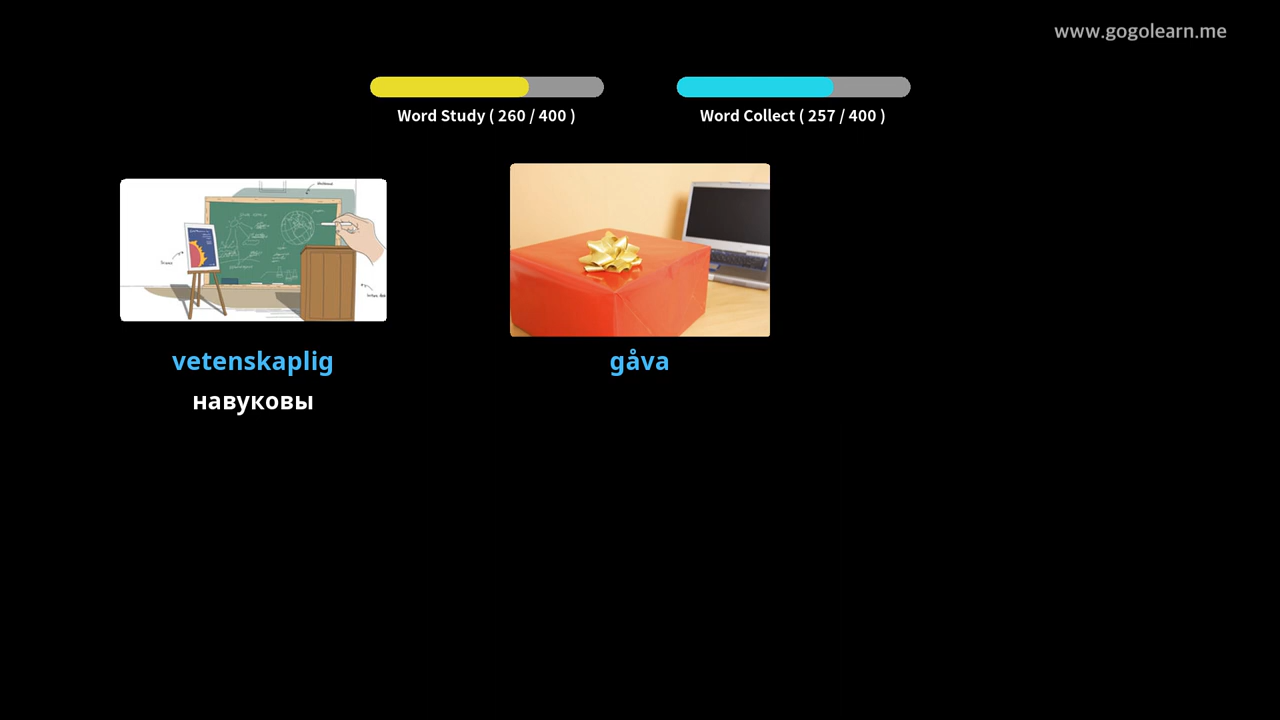 www.gogolearn.me
Word Study ( 260 / 400 )
Word Collect ( 257 / 400 )
vetenskaplig
навуковы
gåva